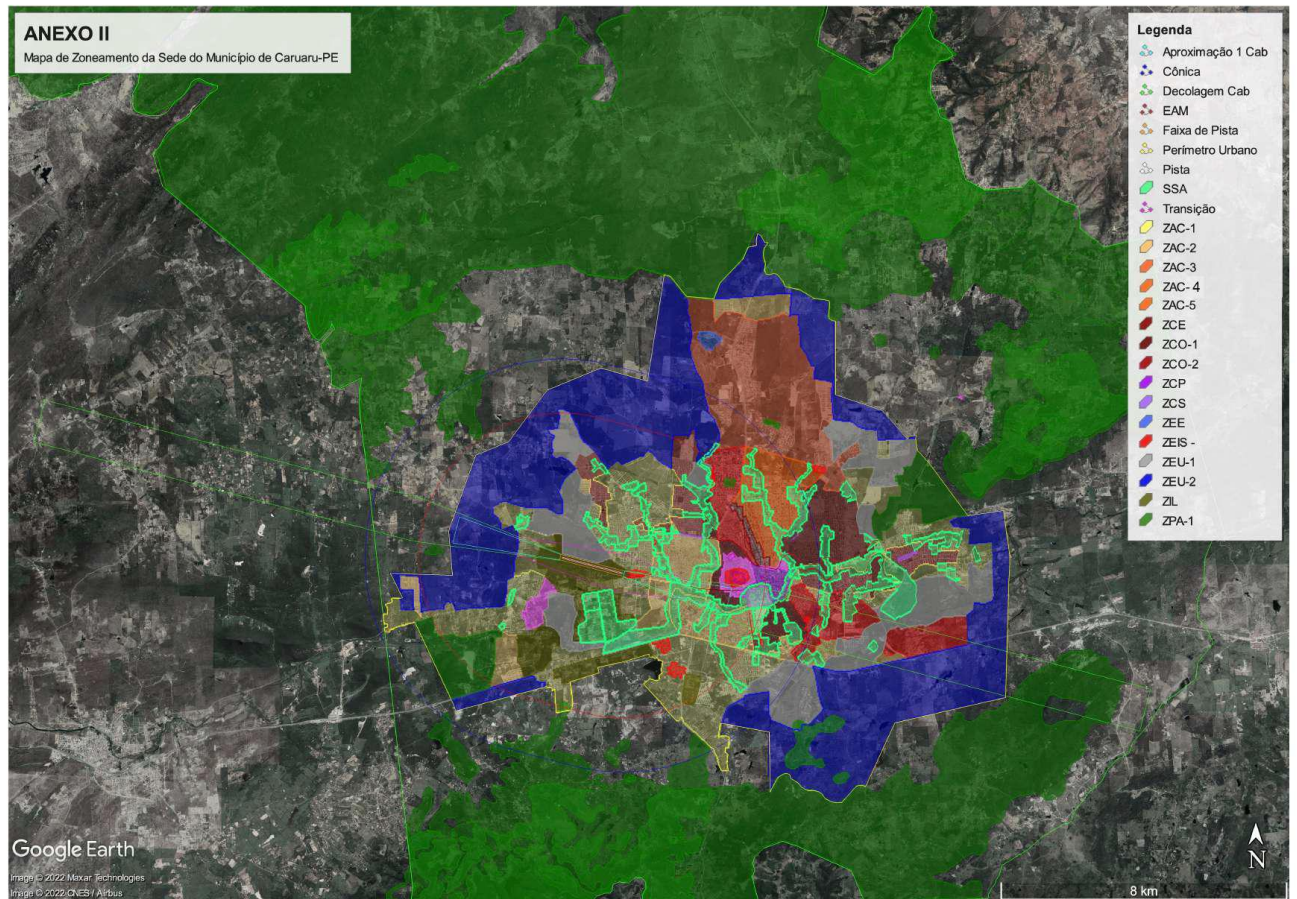 ANEXO II
Mapa de Zoneamento da Sede do Município de Caruaru-PE
Legenda
Aproximação 1 Cab
Cônica
Decolagem Cab
EAM
Faixa de Pista
Perímetro Urbano
Pista
SSA
Transição
ZAC-1
ZAC-2
ZAC-3
ZAC- 4
ZAC-5
ZCE
ZCO-1
ZCO-2
ZCP
ZCS
ZEE
ZEIS -
ZEU-1
ZEU-2
ZIL
ZPA-1
Google Earth
Image © 2022 Maxar Technologies
Image © 2022 CNES / Airbus
N
8 km